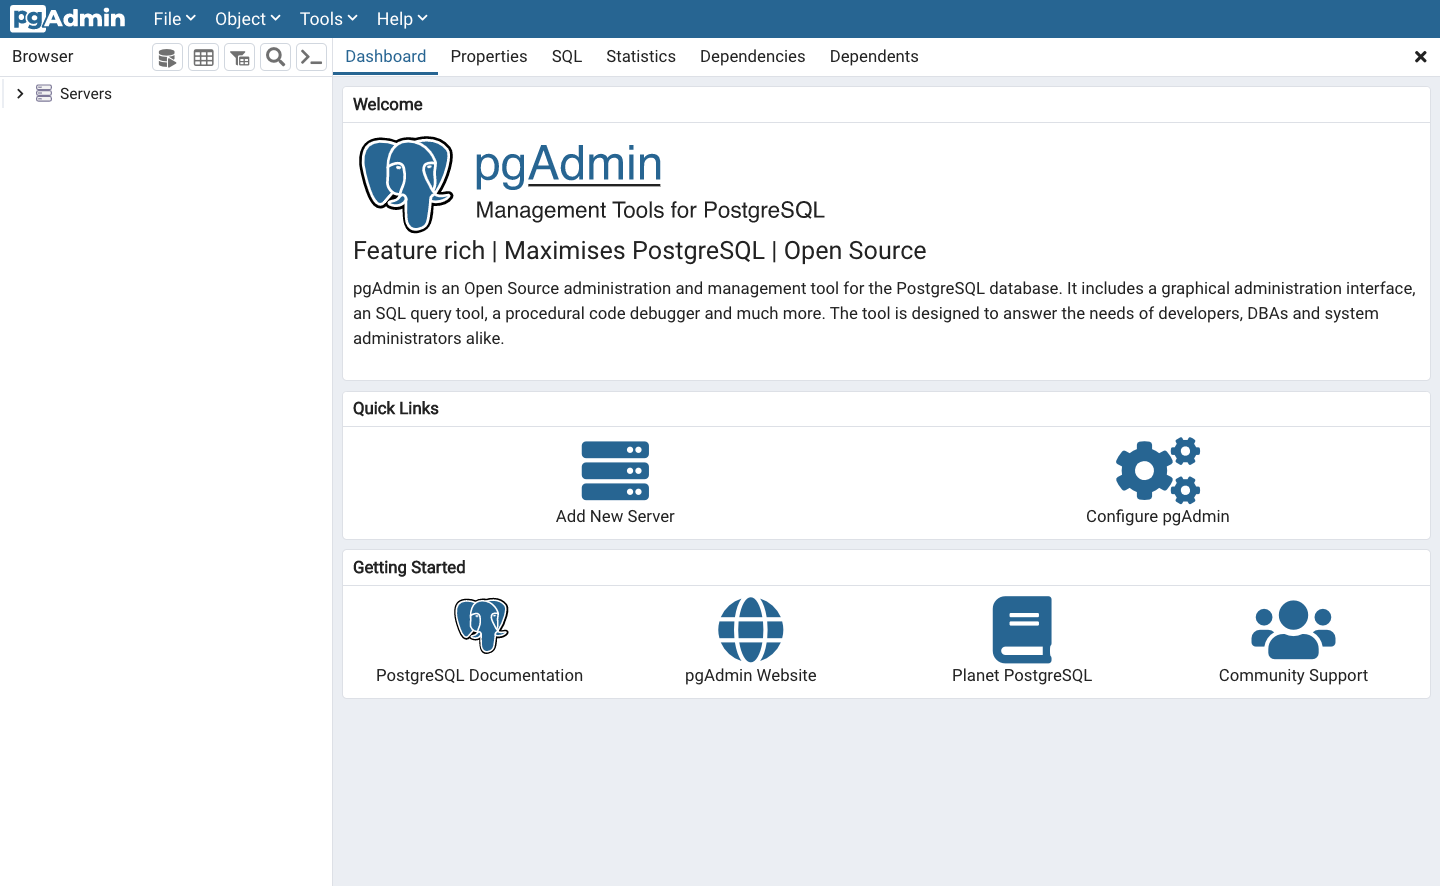 pgAdmin File Object Tools Help
Browser
Dashboard Properties SQL Statistics Dependencies Dependents
Servers
Welcome
pgAdmin
Management Tools for PostgreSQL
Feature rich | Maximises PostgreSQL | Open Source
pgAdmin is an Open Source administration and management tool for the PostgreSQL database. It includes a graphical administration interface,
an SQL query tool, a procedural code debugger and much more. The tool is designed to answer the needs of developers, DBAs and system
administrators alike.
Quick Links
Add New Server
Configure pgAdmin
Getting Started
PostgreSQL Documentation
pgAdmin Website
Planet PostgreSQL
Community Support